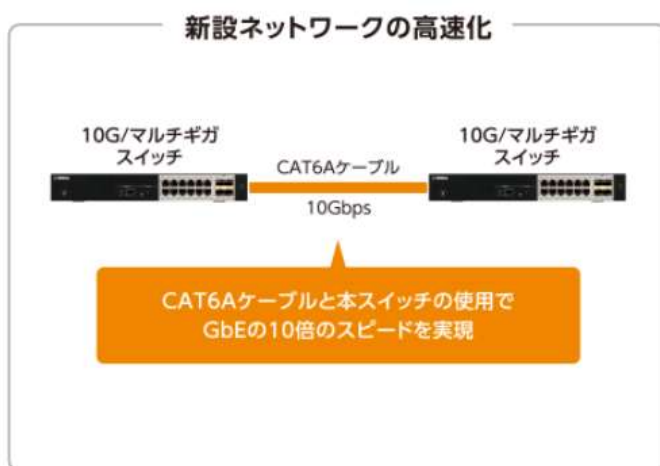 新設ネットワークの高速化
10G/マルチギガ
スイッチ
10G/マルチギガ
スイッチ
CAT6Aケーブル
10Gbps
CAT6Aケーブルと本スイッチの使用で
GbEの10倍のスピードを実現